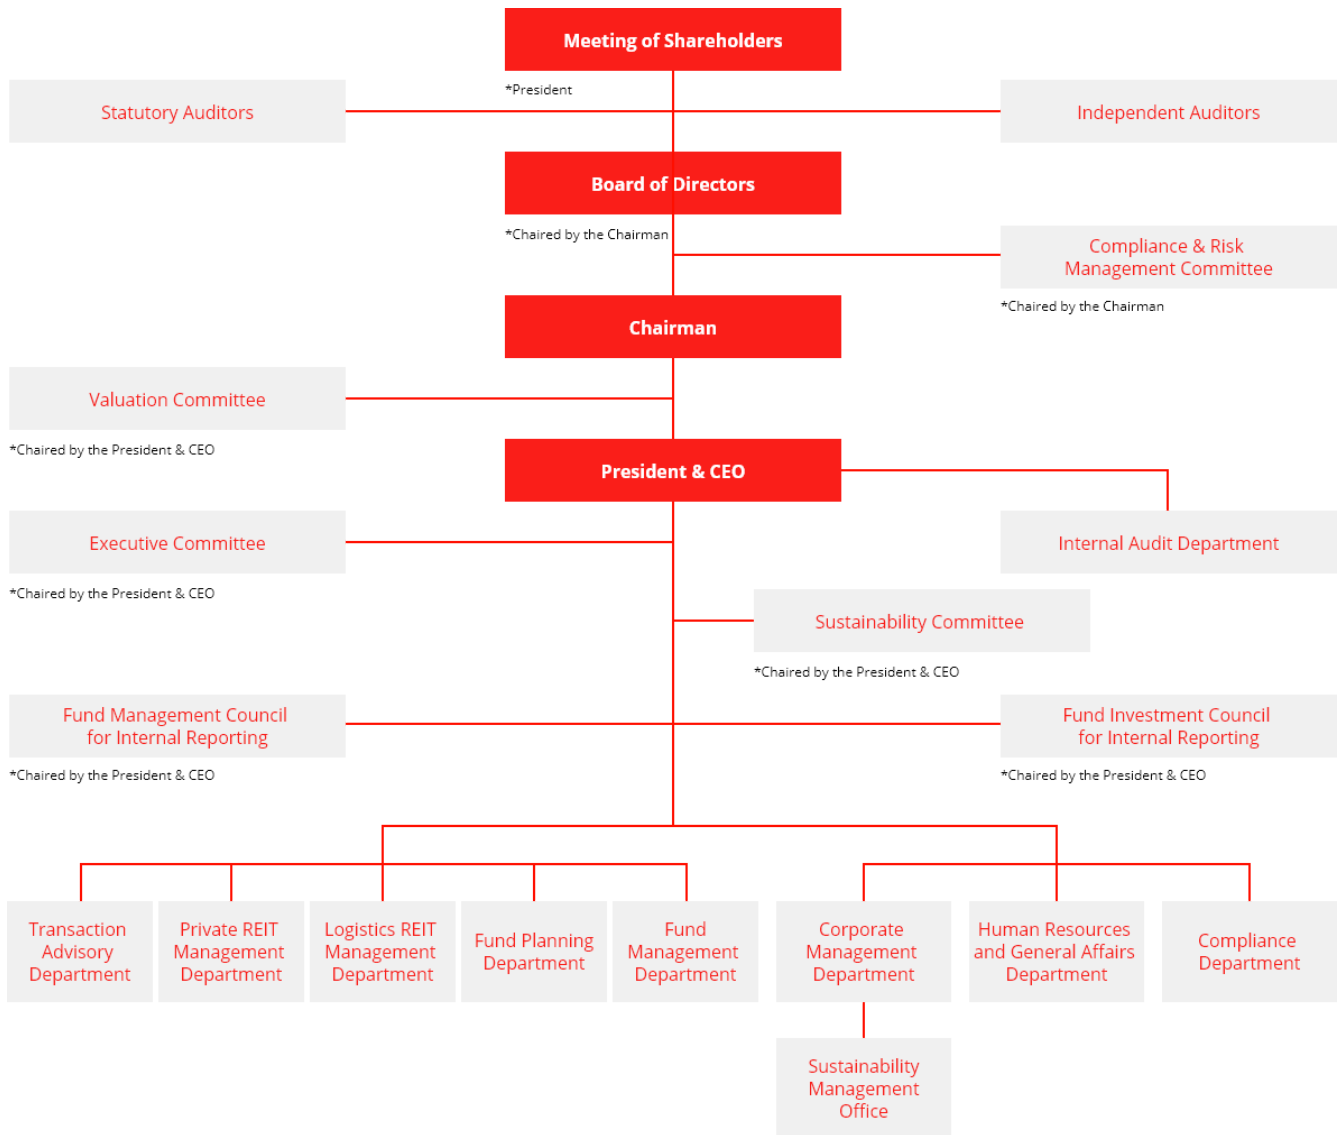 Meeting of Shareholders
*President
Statutory Auditors
Independent Auditors
Board of Directors
*Chaired by the Chairman
Compliance & Risk
Management Committee
*Chaired by the Chairman
Chairman
Valuation Committee
*Chaired by the President & CEO
President & CEO
Executive Committee
*Chaired by the President & CEO
Internal Audit Department
Sustainability Committee
*Chaired by the President & CEO
Fund Management Council
for Internal Reporting
*Chaired by the President & CEO
Fund Investment Council
for Internal Reporting
*Chaired by the President & CEO
Transaction
Advisory
Department
Private REIT
Management
Department
Logistics REIT
Management
Department
Fund Planning
Department
Fund
Management
Department
Corporate
Management
Department
Human Resources
and General Affairs
Department
Compliance
Department
Sustainability
Management
Office